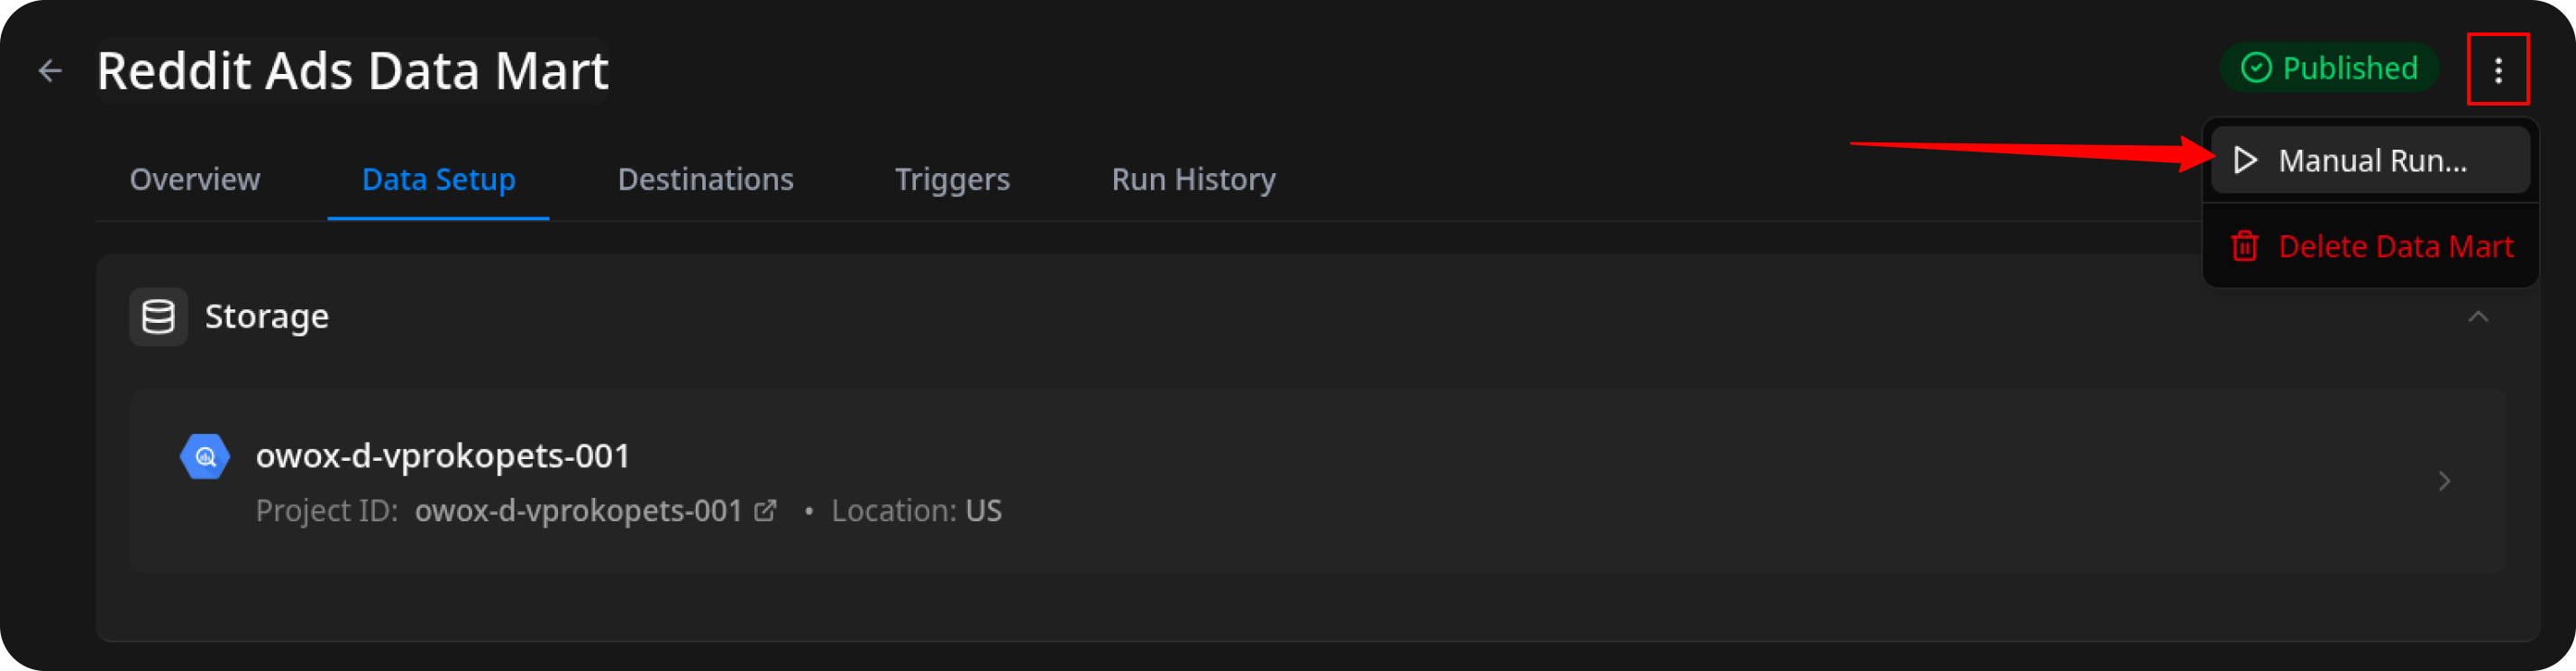 Reddit Ads Data Mart
Published
Overview
Data Setup
Destinations
Triggers
Run History
Manual Run...
Delete Data Mart
Storage
owox-d-vprokopets-001
Project ID: owox-d-vprokopets-001 • Location: US